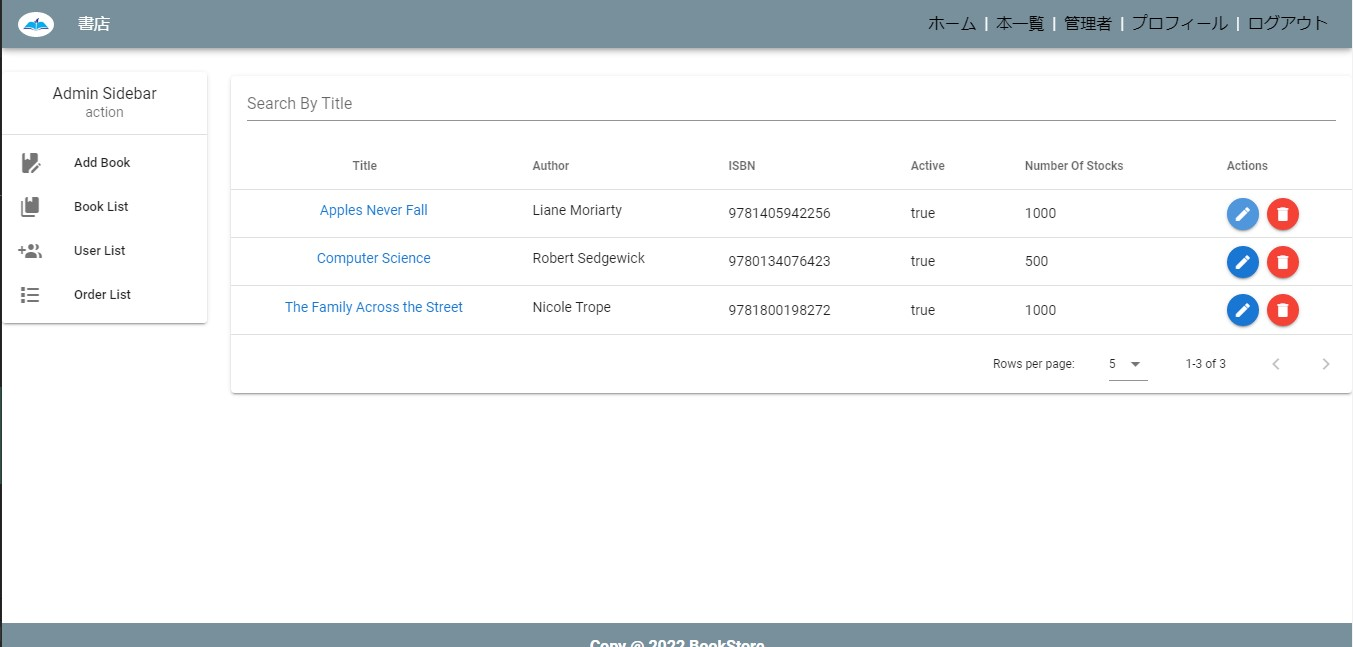 書店 ホーム | 本一覧 | 管理者 | プロフィール | ログアウト
Admin Sidebar
action
Add Book
Book List
User List
Order List
Search By Title
Title Author ISBN Active Number Of Stocks Actions
Apples Never Fall Liane Moriarty 9781405942256 true 1000
Computer Science Robert Sedgewick 9780134076423 true 500
The Family Across the Street Nicole Trope 9781800198272 true 1000
Rows per page: 5 1-3 of 3
Copy @ 2022 BookStore